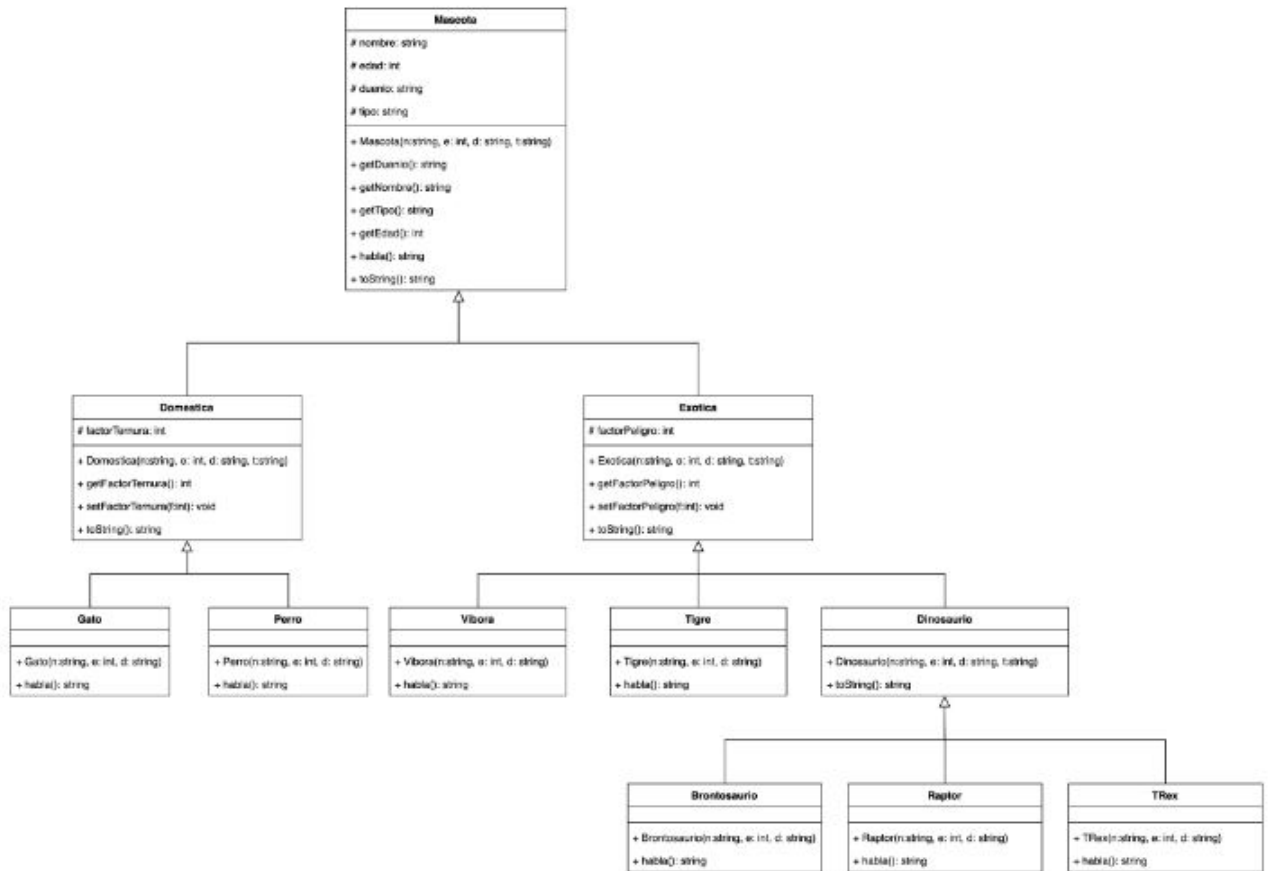 Mascota
# nombre: string
# edad: int
# duenio: string
# tipo: string
+ Mascota(n:string, e: int, d: string, t:string)
+ getDuenio(): string
+ getNombre(): string
+ getTipo(): string
+ getEdad(): int
+ habla(): string
+ toString(): string
Domestica
# factorTernura: int
+ Domestica(n:string, e: int, d: string, t:string)
+ getFactorTernura(): int
+ setFactorTernura(f:int): void
+ toString(): string
Exotica
# factorPeligro: int
+ Exotica(n:string, e: int, d: string, t:string)
+ getFactorPeligro(): int
+ setFactorPeligro(f:int): void
+ toString(): string
Gato
+ Gato(n:string, e: int, d: string)
+ habla(): string
Perro
+ Perro(n:string, e: int, d: string)
+ habla(): string
Vibora
+ Vibora(n:string, e: int, d: string)
+ habla(): string
Tigre
+ Tigre(n:string, e: int, d: string)
+ habla(): string
Dinosaurio
+ Dinosaurio(n:string, e: int, d: string, t:string)
+ toString(): string
Brontosaurio
+ Brontosaurio(n:string, e: int, d: string)
+ habla(): string
Raptor
+ Raptor(n:string, e: int, d: string)
+ habla(): string
TRex
+ TRex(n:string, e: int, d: string)
+ habla(): string